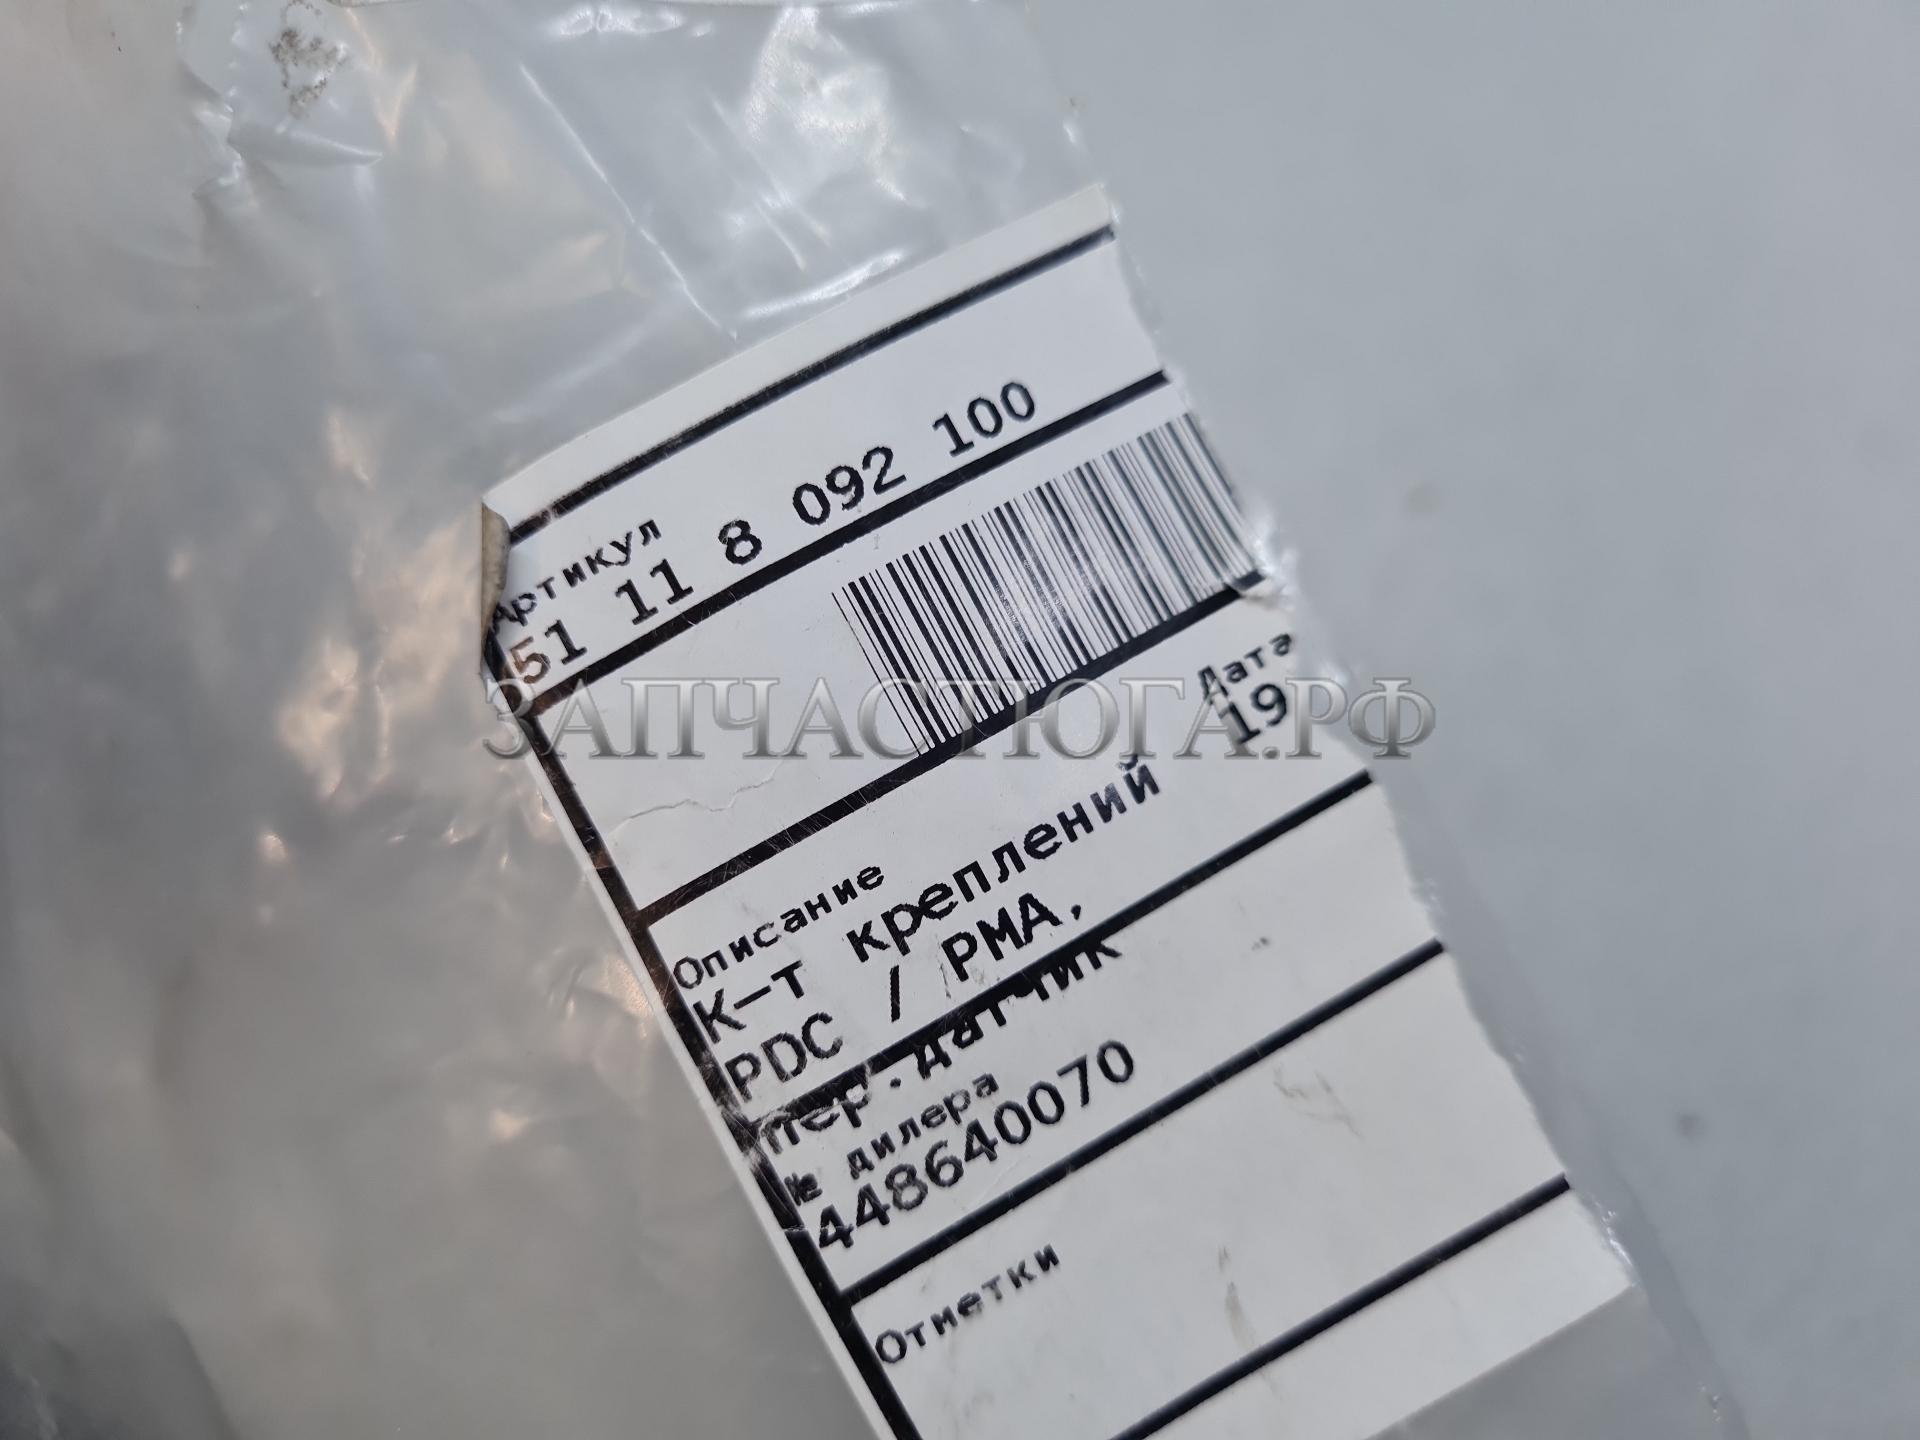 Артикул
51 11 8 092 100
Дата
19
Описание
К-т креплений
PDC / PMA,
пер.датчик
№ дилера
448640070
Отметки
ЗАПЧАСТЮГА.РФ